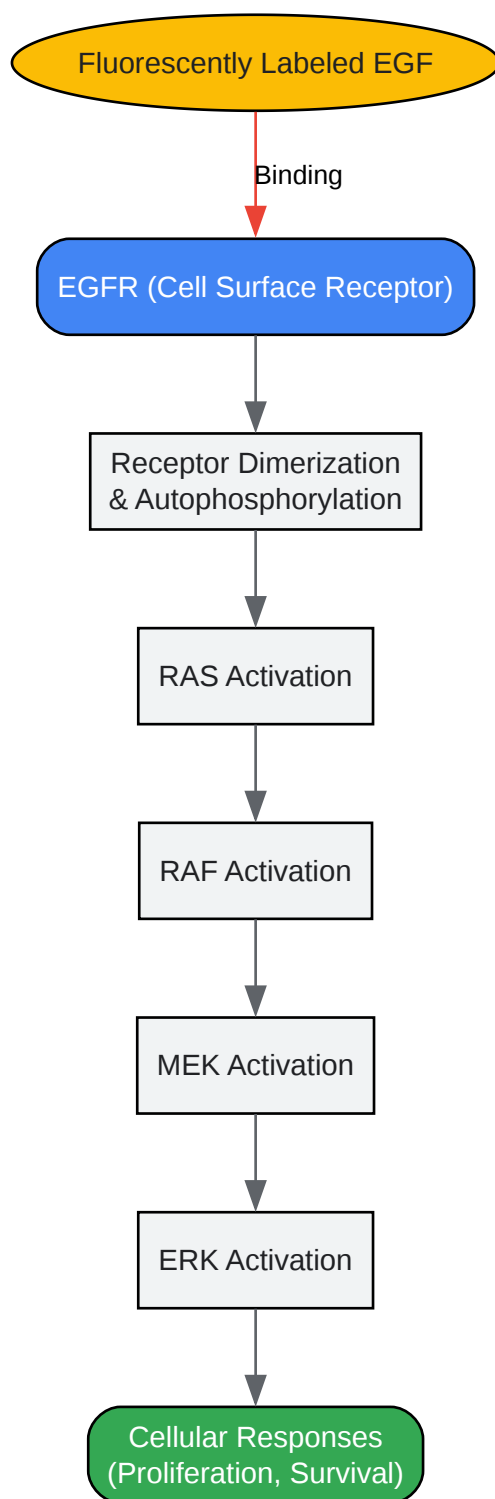 Fluorescently Labeled EGF
Binding
EGFR (Cell Surface Receptor)
Receptor Dimerization
& Autophosphorylation
RAS Activation
RAF Activation
MEK Activation
ERK Activation
Cellular Responses
(Proliferation, Survival)